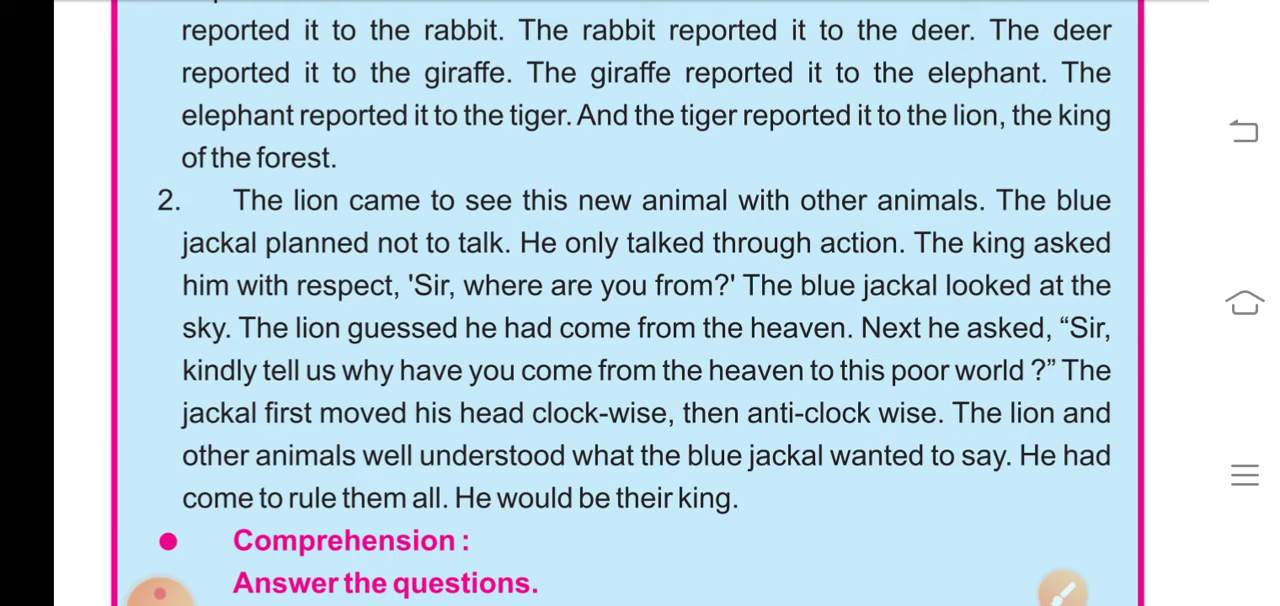 reported it to the rabbit. The rabbit reported it to the deer. The deer
reported it to the giraffe. The giraffe reported it to the elephant. The
elephant reported it to the tiger. And the tiger reported it to the lion, the king
of the forest.
2. The lion came to see this new animal with other animals. The blue
jackal planned not to talk. He only talked through action. The king asked
him with respect, 'Sir, where are you from?' The blue jackal looked at the
sky. The lion guessed he had come from the heaven. Next he asked, “Sir,
kindly tell us why have you come from the heaven to this poor world ?” The
jackal first moved his head clock-wise, then anti-clock wise. The lion and
other animals well understood what the blue jackal wanted to say. He had
come to rule them all. He would be their king.
● Comprehension :
Answer the questions.